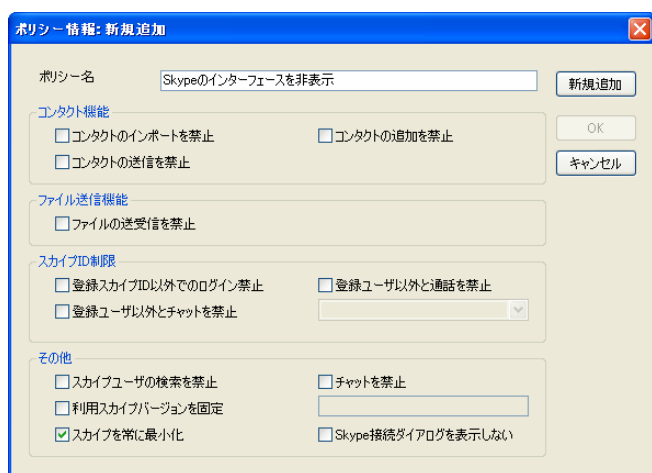 ポリシー情報: 新規追加
ポリシー名
Skypeのインターフェースを非表示
新規追加
OK
キャンセル
コンタクト機能
コンタクトのインポートを禁止
コンタクトの追加を禁止
コンタクトの送信を禁止
ファイル送信機能
ファイルの送受信を禁止
スカイプID制限
登録スカイプID以外でのログイン禁止
登録ユーザ以外と通話を禁止
登録ユーザ以外とチャットを禁止
その他
スカイプユーザの検索を禁止
チャットを禁止
利用スカイプバージョンを固定
スカイプを常に最小化
Skype接続ダイアログを表示しない